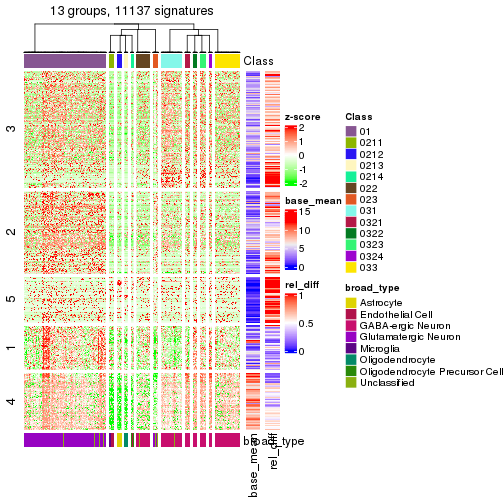 13 groups, 11137 signatures
Class
3
2
5
1
4
broad_type
base_mean
rel_diff
z-score
2
1
0
-1
-2
base_mean
15
10
5
0
rel_diff
1
0.5
0
Class
01
0211
0212
0213
0214
022
023
031
0321
0322
0323
0324
033
broad_type
Astrocyte
Endothelial Cell
GABA-ergic Neuron
Glutamatergic Neuron
Microglia
Oligodendrocyte
Oligodendrocyte Precursor Cell
Unclassified